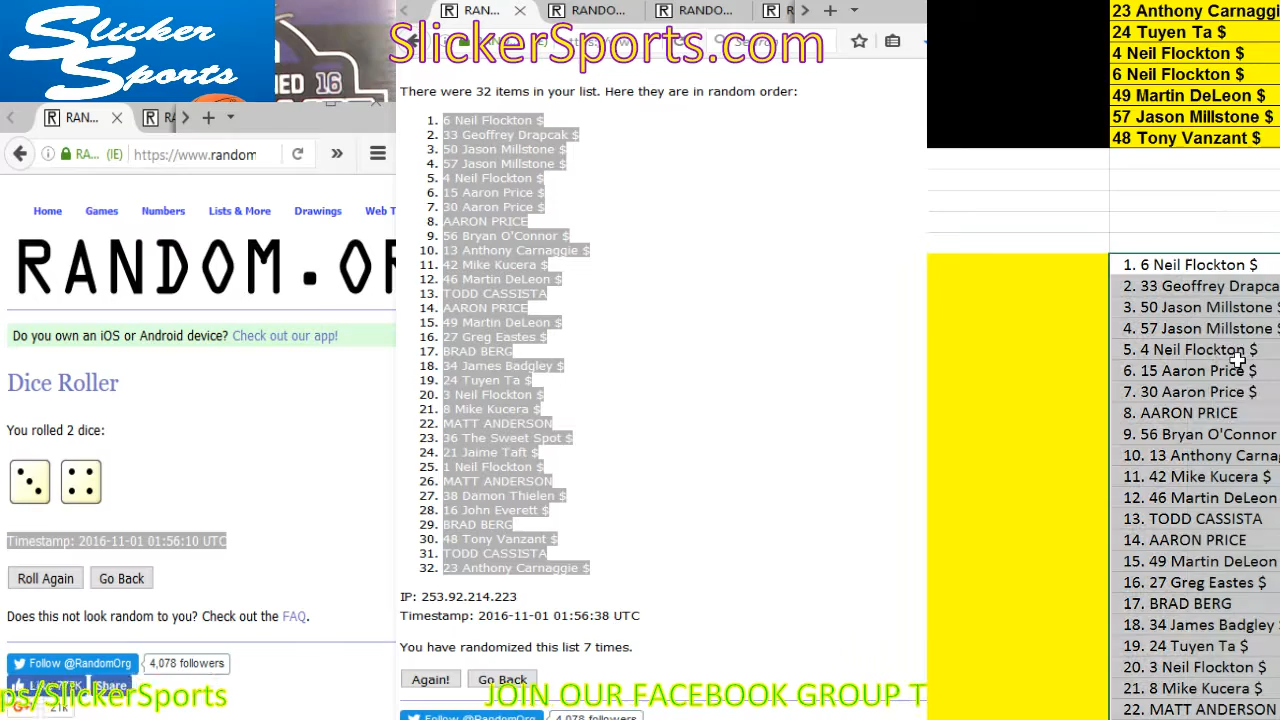 Slicker
Sports
NED 16
RAN...
RA
RA... (IE)
https://www.random
Home
Games
Numbers
Lists & More
Drawings
Web T
RANDOM.OR
Do you own an iOS or Android device? Check out our app!
Dice Roller
You rolled 2 dice:
Timestamp: 2016-11-01 01:56:10 UTC
Roll Again
Go Back
Does this not look random to you? Check out the FAQ.
Follow @RandomOrg
4,078 followers
Share
21k
ps/SlickerSports
RAN...
RANDO...
RANDO...
R
SlickerSports.com
There were 32 items in your list. Here they are in random order:
1. 6 Neil Flockton $
2. 33 Geoffrey Drapcak $
3. 50 Jason Millstone $
4. 57 Jason Millstone $
5. 4 Neil Flockton $
6. 15 Aaron Price $
7. 30 Aaron Price $
8. AARON PRICE
9. 56 Bryan O'Connor $
10. 13 Anthony Carnaggie $
11. 42 Mike Kucera $
12. 46 Martin DeLeon $
13. TODD CASSISTA
14. AARON PRICE
15. 49 Martin DeLeon $
16. 27 Greg Eastes $
17. BRAD BERG
18. 34 James Badgley $
19. 24 Tuyen Ta $
20. 3 Neil Flockton $
21. 8 Mike Kucera $
22. MATT ANDERSON
23. 36 The Sweet Spot $
24. 21 Jaime Taft $
25. 1 Neil Flockton $
26. MATT ANDERSON
27. 38 Damon Thielen $
28. 16 John Everett $
29. BRAD BERG
30. 48 Tony Vanzant $
31. TODD CASSISTA
32. 23 Anthony Carnaggie $
IP: 253.92.214.223
Timestamp: 2016-11-01 01:56:38 UTC
You have randomized this list 7 times.
Again!
Go Back
Follow @RandomOrg
4,078 followers
JOIN OUR FACEBOOK GROUP T
23 Anthony Carnaggi
24 Tuyen Ta $
4 Neil Flockton $
6 Neil Flockton $
49 Martin DeLeon $
57 Jason Millstone $
48 Tony Vanzant $
1. 6 Neil Flockton $
2. 33 Geoffrey Drapca
3. 50 Jason Millstone $
4. 57 Jason Millstone $
5. 4 Neil Flockton $
6. 15 Aaron Price $
7. 30 Aaron Price $
8. AARON PRICE
9. 56 Bryan O'Connor
10. 13 Anthony Carnag
11. 42 Mike Kucera $
12. 46 Martin DeLeon
13. TODD CASSISTA
14. AARON PRICE
15. 49 Martin DeLeon
16. 27 Greg Eastes $
17. BRAD BERG
18. 34 James Badgley
19. 24 Tuyen Ta $
20. 3 Neil Flockton $
21. 8 Mike Kucera $
22. MATT ANDERSON